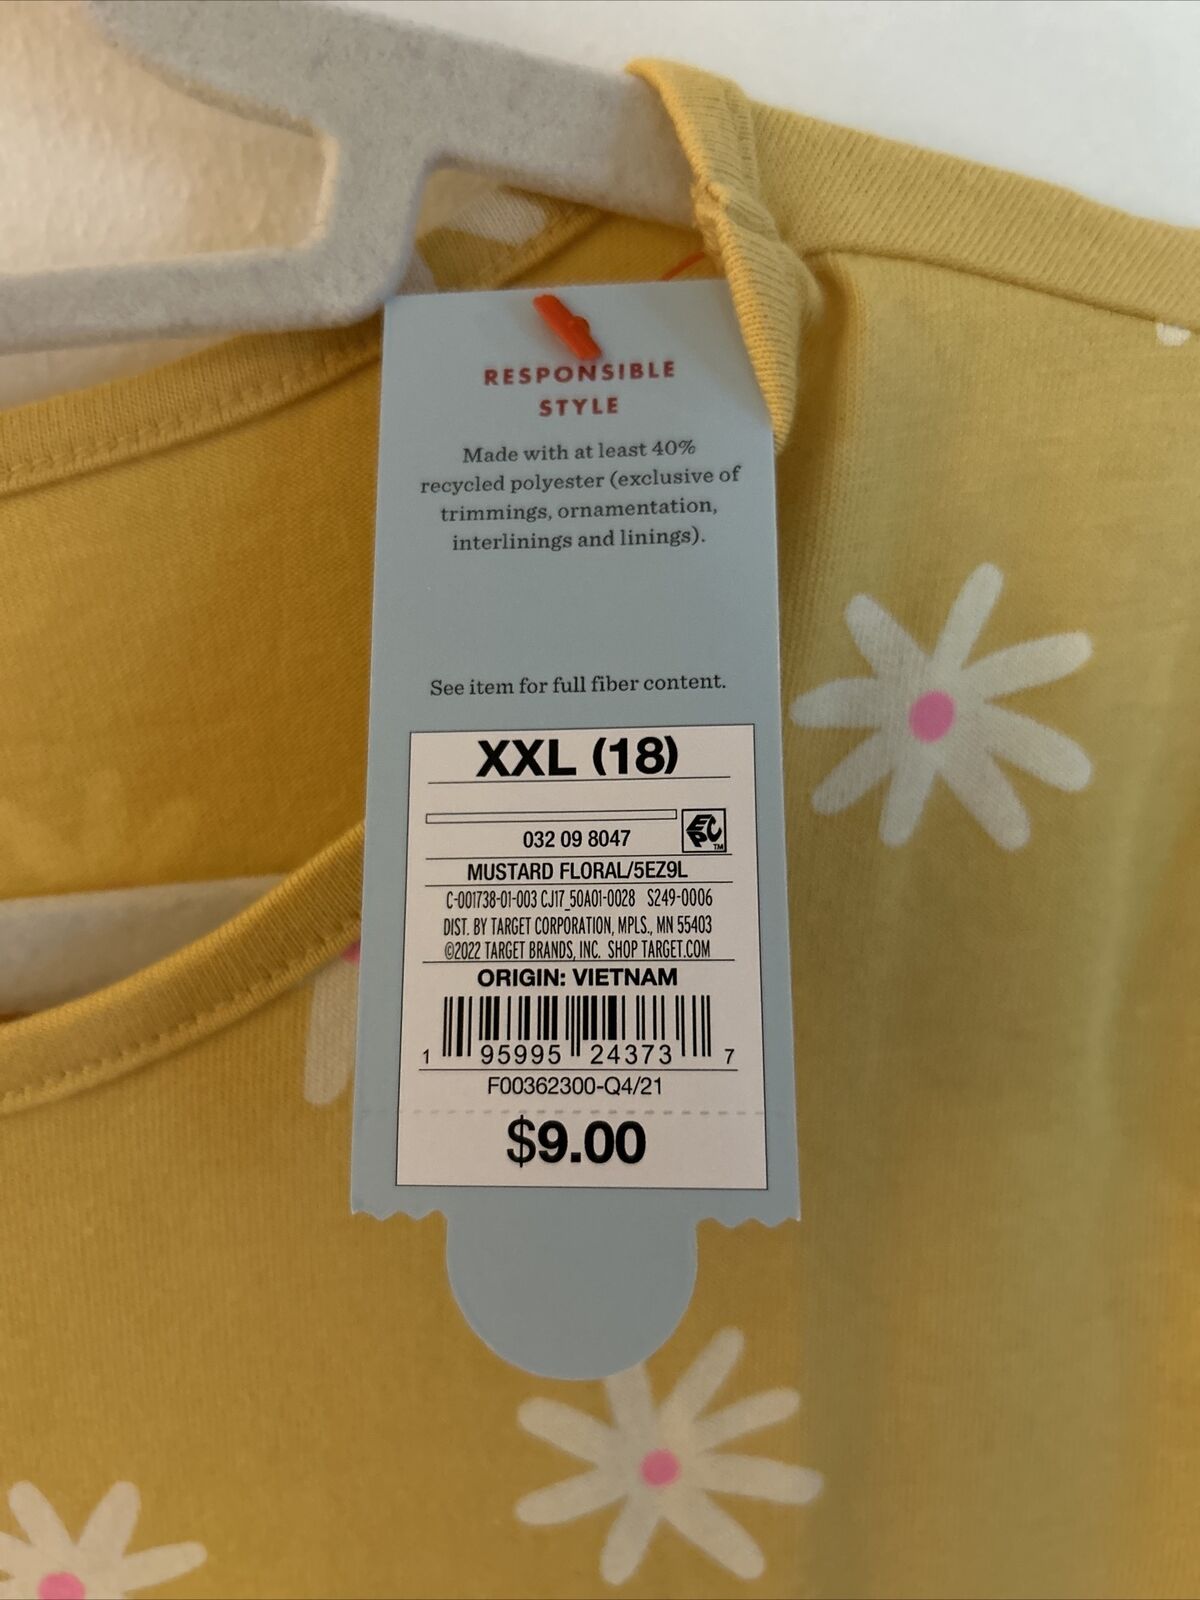 RESPONSIBLE
STYLE
Made with at least 40%
recycled polyester (exclusive of
trimmings, ornamentation,
interlinings and linings).
See item for full fiber content.
XXL (18)
EPC TM
032 09 8047
MUSTARD FLORAL/5EZ9L
C-001738-01-003 CJ17_50A01-0028 S249-0006
DIST. BY TARGET CORPORATION, MPLS., MN 55403
©2022 TARGET BRANDS, INC. SHOP TARGET.COM
ORIGIN: VIETNAM
1 95995 24373 7
F00362300-Q4/21
$9.00